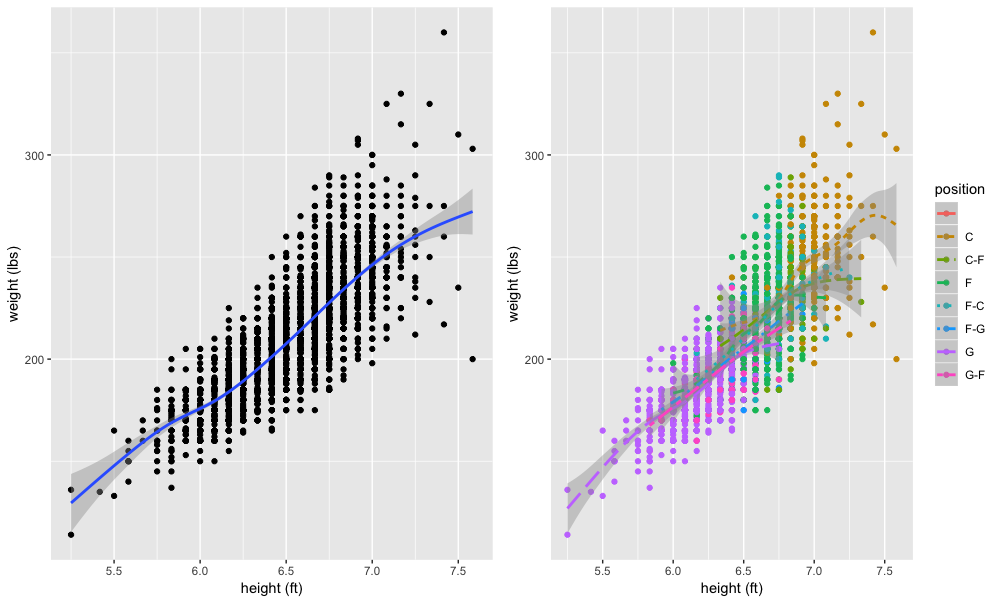 300
200
weight (lbs)
5.5 6.0 6.5 7.0 7.5
height (ft)
300
200
weight (lbs)
5.5 6.0 6.5 7.0 7.5
height (ft)
position
C
C-F
F
F-C
F-G
G
G-F